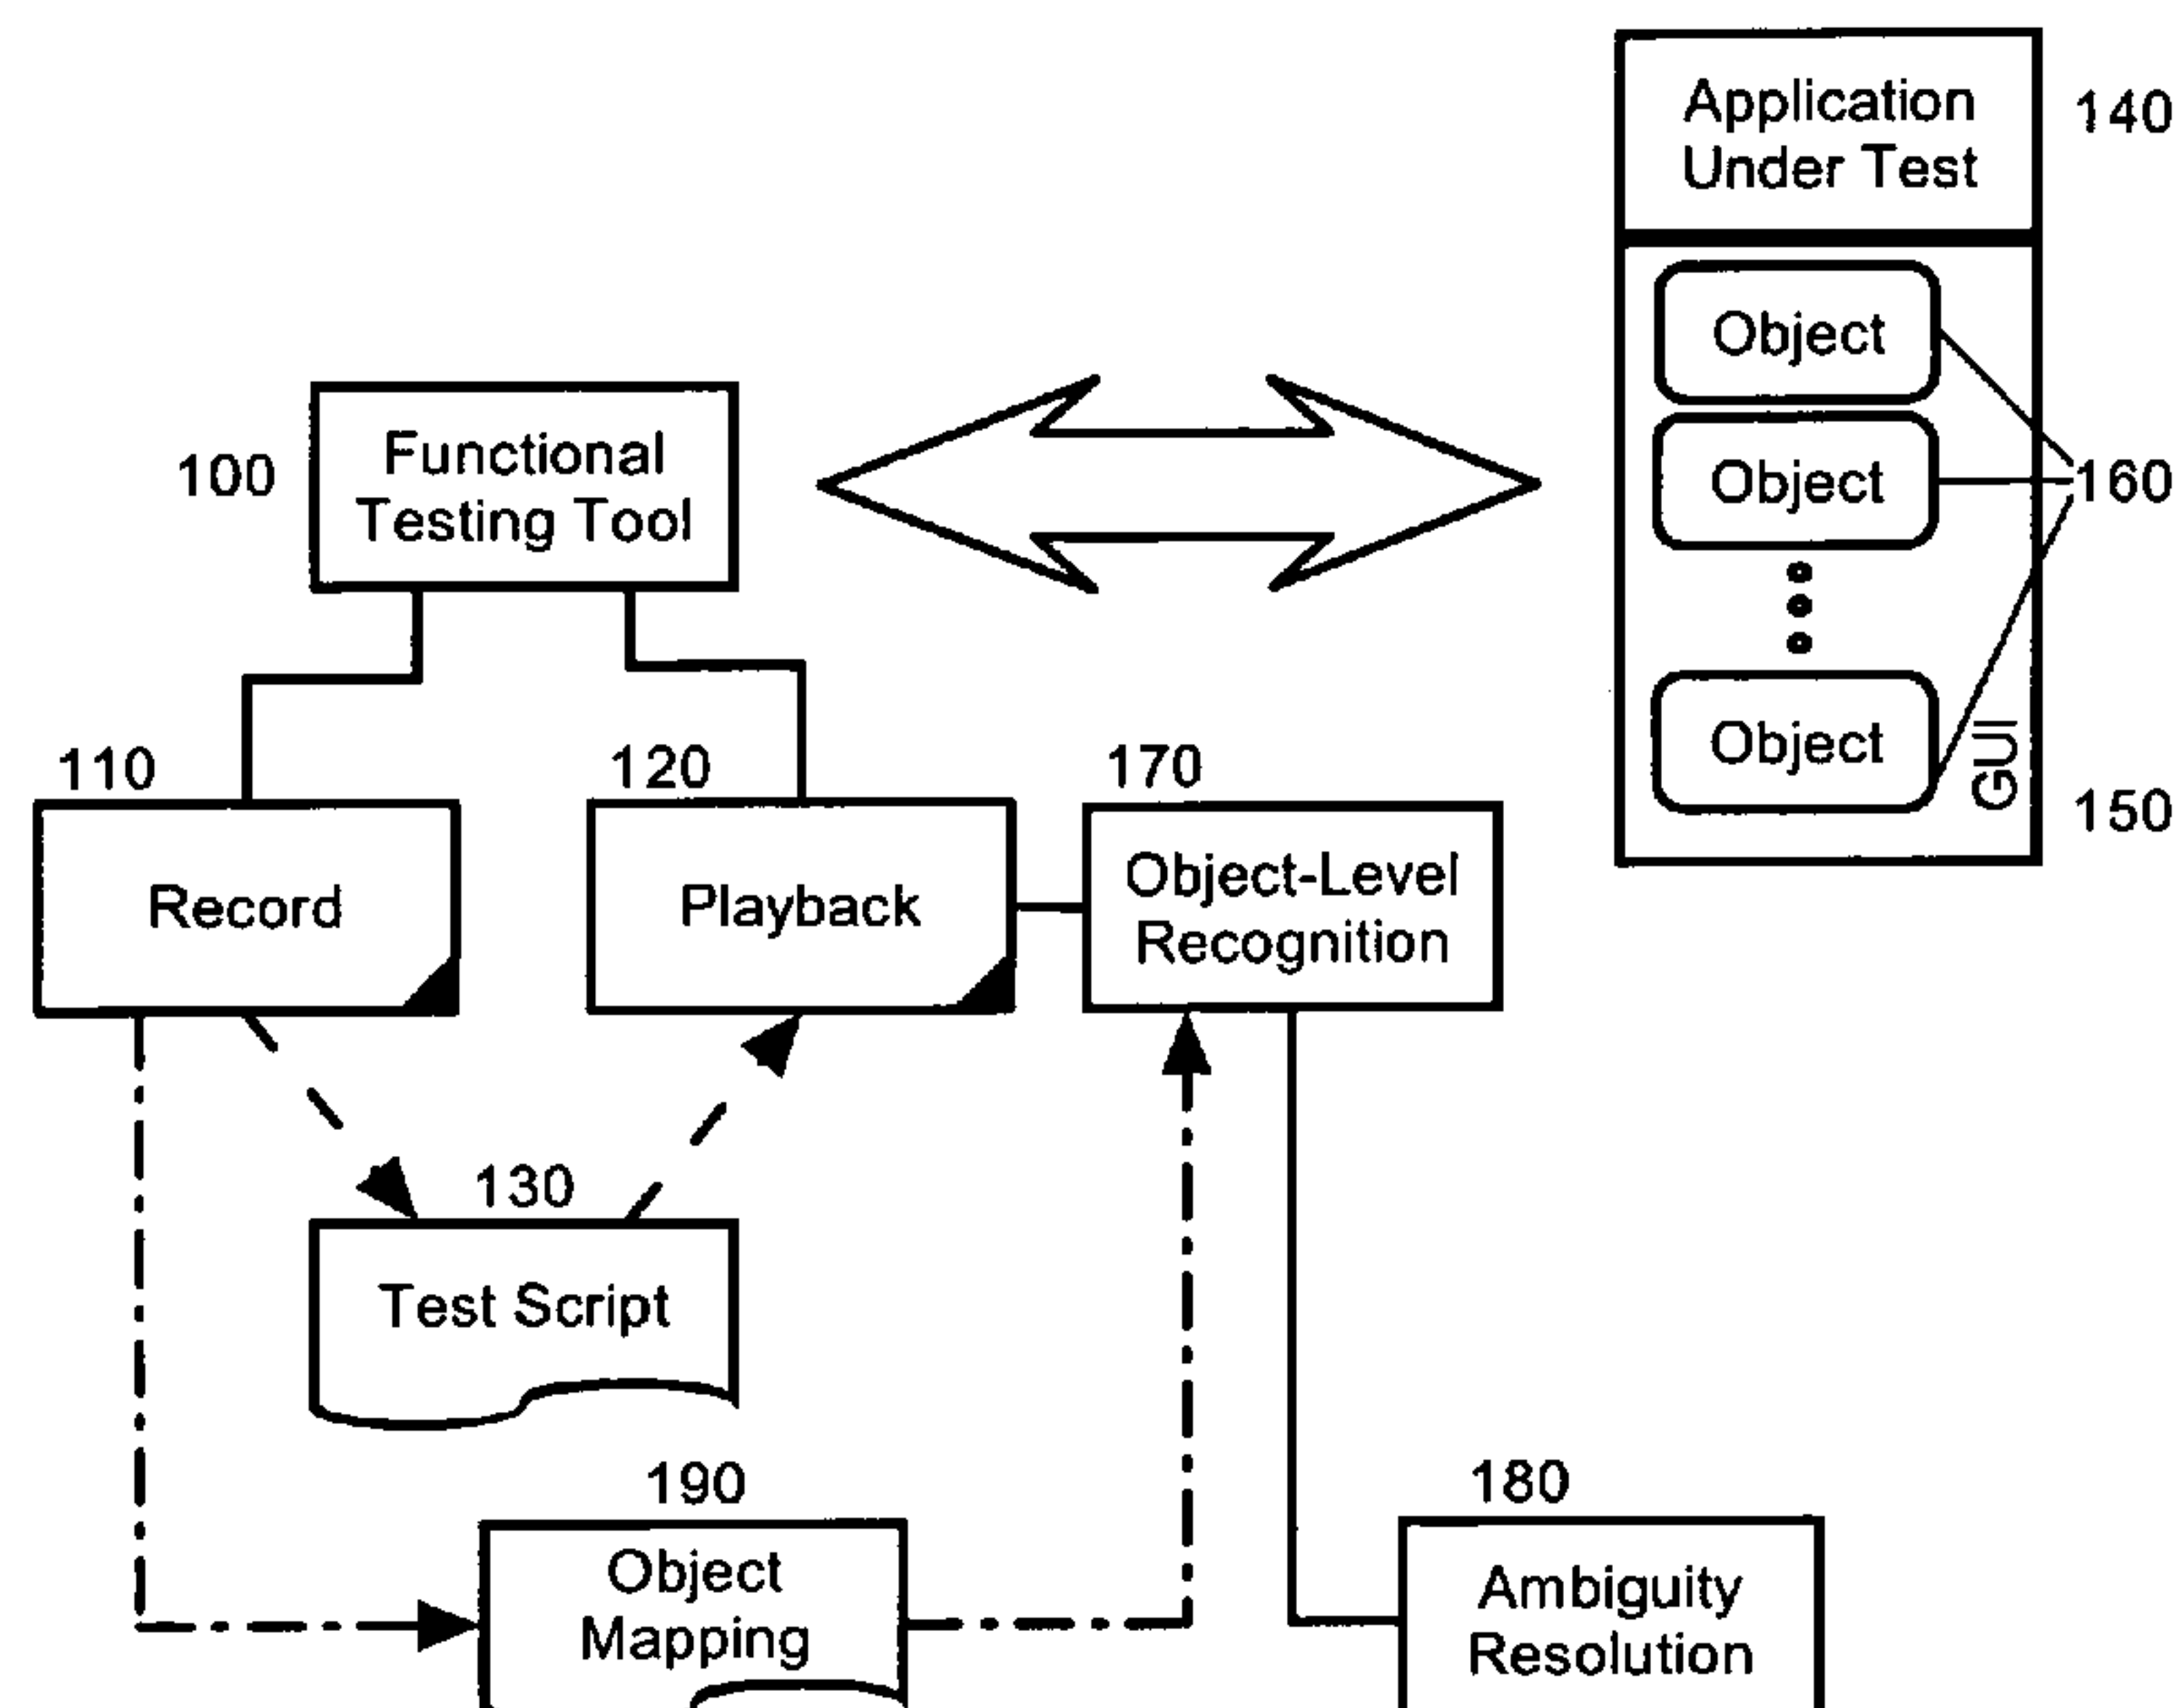 Application
Under Test
140
Object
Object
160
Object
GUI
150
100
Functional
Testing Tool
110
120
170
Record
Playback
Object-Level
Recognition
130
Test Script
190
180
Object
Mapping
Ambiguity
Resolution